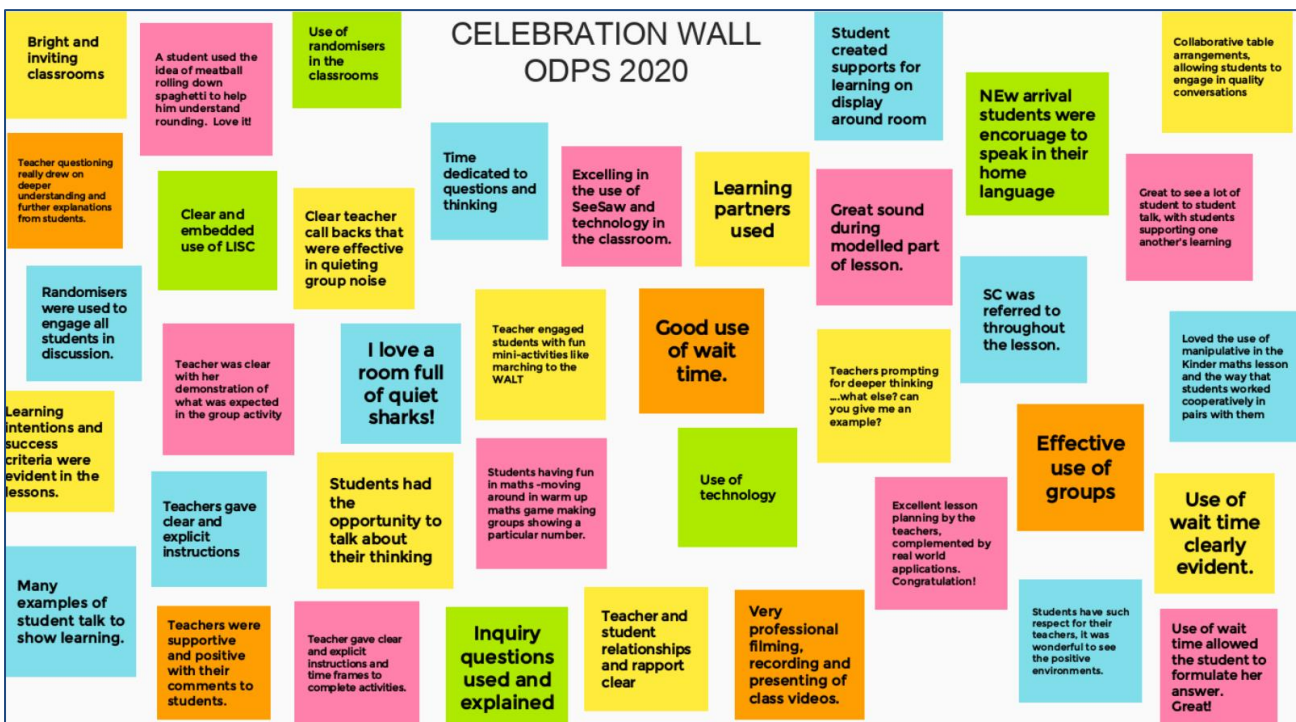 CELEBRATION WALL
ODPS 2020
Bright and
inviting
classrooms
A student used the
idea of meatball
rolling down
spaghetti to help
him understand
rounding. Love it!
Use of
randomisers
in the
classrooms
Student
created
supports for
learning on
display
around room
NEw arrival
students were
encoruage to
speak in their
home
language
Collaborative table
arrangements,
allowing students to
engage in quality
conversations
Teacher questioning
really drew on
deeper
understanding and
further explanations
from students.
Clear and
embedded
use of LISC
Clear teacher
call backs that
were effective
in quieting
group noise
Time
dedicated to
questions and
thinking
Excelling in
the use of
SeeSaw and
technology in
the classroom.
Learning
partners
used
Great sound
during
modelled part
of lesson.
Great to see a lot of
student to student
talk, with students
supporting one
another's learning
Randomisers
were used to
engage all
students in
discussion.
Teacher was clear
with her
demonstration of
what was expected
in the group activity
I love a
room full
of quiet
sharks!
Teacher engaged
students with fun
mini-activities like
marching to the
WALT
Good use
of wait
time.
Teachers prompting
for deeper thinking
....what else? can
you give me an
example?
SC was
referred to
throughout
the lesson.
Loved the use of
manipulative in the
Kinder maths lesson
and the way that
students worked
cooperatively in
pairs with them
Learning
intentions and
success
criteria were
evident in the
lessons.
Teachers gave
clear and
explicit
instructions
Students had
the
opportunity to
talk about
their thinking
Students having fun
in maths -moving
around in warm up
maths game making
groups showing a
particular number.
Use of
technology
Excellent lesson
planning by the
teachers,
complemented by
real world
applications.
Congratulation!
Effective
use of
groups
Use of
wait time
clearly
evident.
Many
examples of
student talk to
show learning.
Teachers were
supportive
and positive
with their
comments to
students.
Teacher gave clear
and explicit
instructions and
time frames to
complete activities.
Inquiry
questions
used and
explained
Teacher and
student
relationships
and rapport
clear
Very
professional
filming,
recording and
presenting of
class videos.
Students have such
respect for their
teachers, it was
wonderful to see
the positive
environments.
Use of wait
time allowed
the student to
formulate her
answer.
Great!